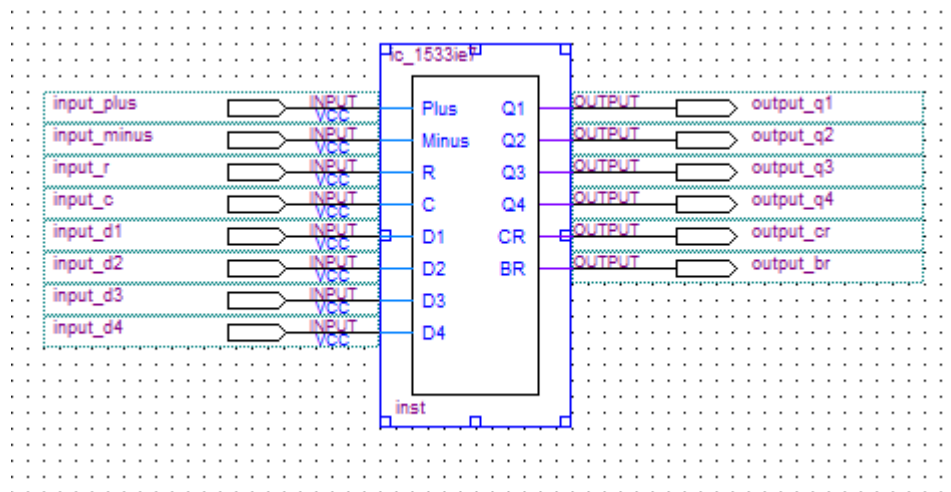 ic_1533ie7
input_plus INPUT VCC Plus Q1 OUTPUT output_q1
input_minus INPUT VCC Minus Q2 OUTPUT output_q2
input_r INPUT VCC R Q3 OUTPUT output_q3
input_c INPUT VCC C Q4 OUTPUT output_q4
input_d1 INPUT VCC D1 CR OUTPUT output_cr
input_d2 INPUT VCC D2 BR OUTPUT output_br
input_d3 INPUT VCC D3
input_d4 INPUT VCC D4
inst